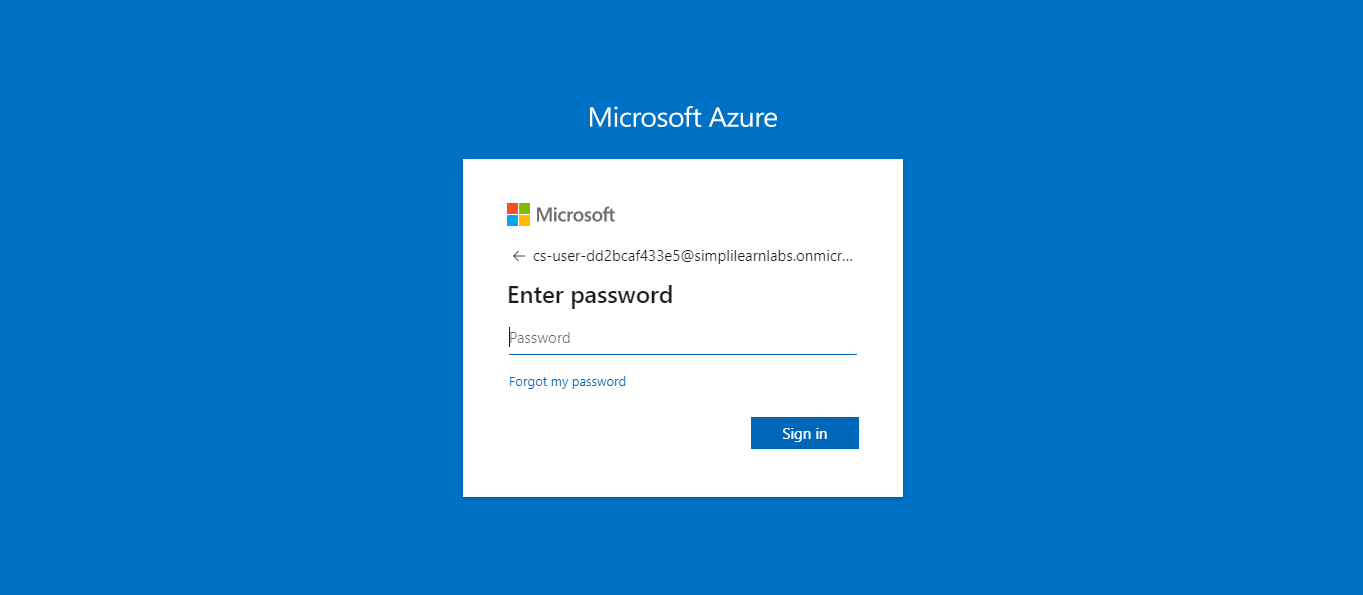 Microsoft Azure
Microsoft
← cs-user-dd2bcaf433e5@simplilearnlabs.onmicr...
Enter password
Password
Forgot my password
Sign in